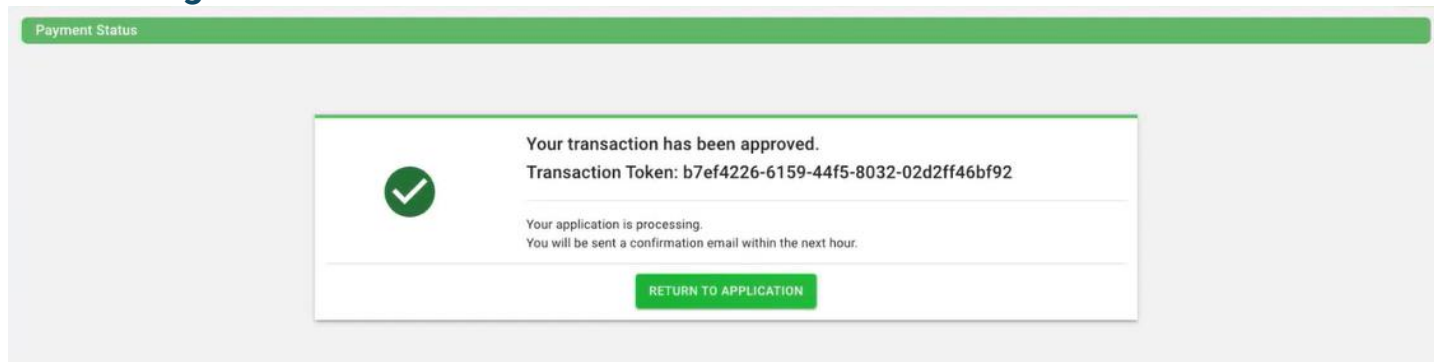 Payment Status
Your transaction has been approved.
Transaction Token: b7ef4226-6159-44f5-8032-02d2ff46bf92
Your application is processing.
You will be sent a confirmation email within the next hour.
RETURN TO APPLICATION